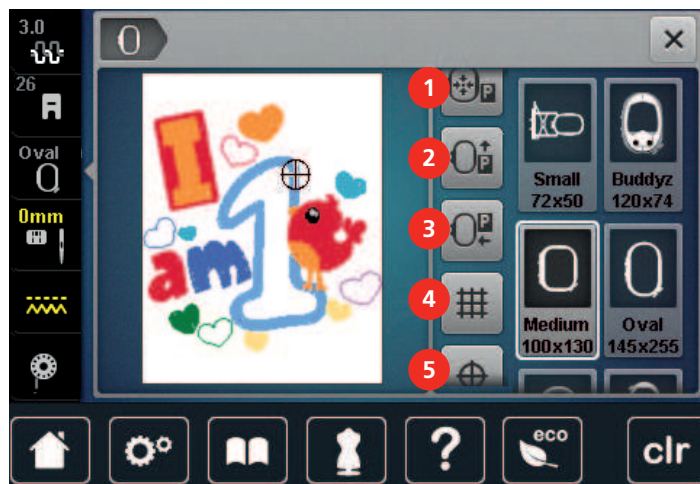 3.0
26
Oval
0mm
I
am 1
1
P
2
P
3
P
4
5
Small
72x50
Buddyz
120x74
Medium
100x130
Oval
145x255
?
eco
clr